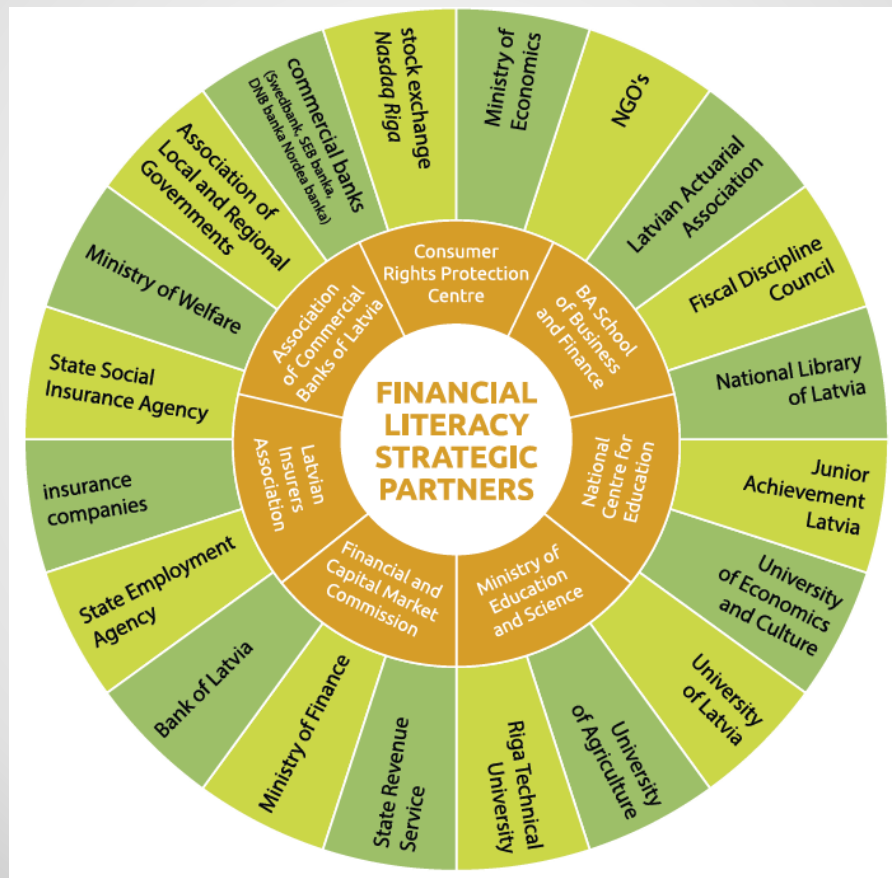 FINANCIAL
LITERACY
STRATEGIC
PARTNERS
Consumer
Rights Protection
Centre
BA School
of Business
and Finance
National
Centre for
Education
Ministry of
Education
and Science
Financial and
Capital Market
Commission
Latvian
Insurers
Association
Association
of Commercial
Banks of Latvia
Ministry of
Economics
NGO's
Latvian Actuarial
Association
Fiscal Discipline
Council
National Library
of Latvia
Junior
Achievement
Latvia
University
of Economics
and Culture
University
of Latvia
University
of Agriculture
Riga Technical
University
State Revenue
Service
Ministry of Finance
Bank of Latvia
State Employment
Agency
insurance
companies
State Social
Insurance Agency
Ministry of Welfare
Association of
Local and Regional
Governments
commercial banks
(Swedbank, SEB banka,
DNB banka Nordea banka)
stock exchange
Nasdaq Riga